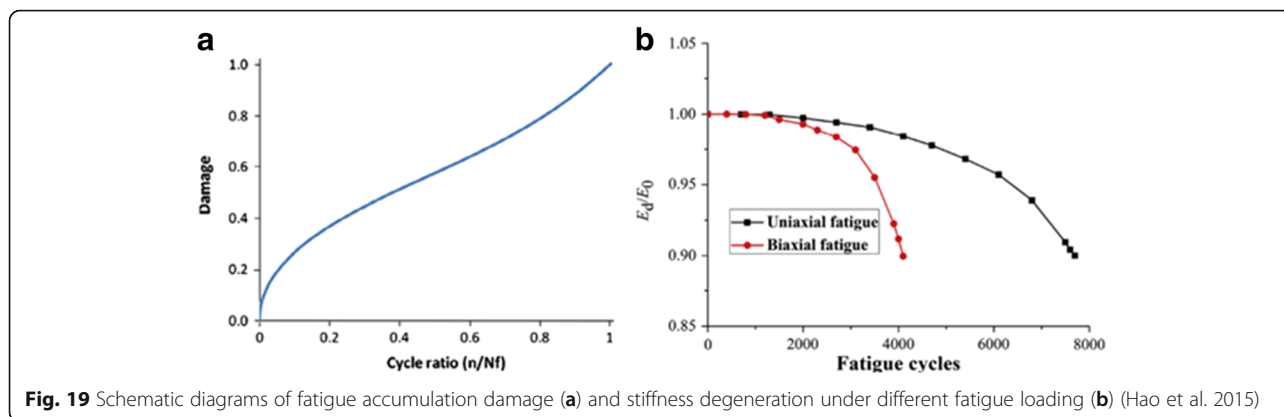 a
1.0
0.8
0.6
0.4
0.2
0.0
Damage
0
0.2
0.4
0.6
0.8
1
Cycle ratio (n/Nf)
b
1.05
1.00
0.95
0.90
0.85
Ed/E0
Uniaxial fatigue
Biaxial fatigue
0
2000
4000
6000
8000
Fatigue cycles
Fig. 19 Schematic diagrams of fatigue accumulation damage (a) and stiffness degeneration under different fatigue loading (b) (Hao et al. 2015)